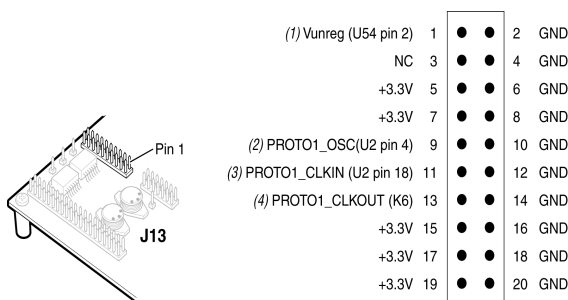 (1) Vunreg (U54 pin 2) 1 2 GND
NC 3 4 GND
+3.3V 5 6 GND
+3.3V 7 8 GND
(2) PROTO1_OSC(U2 pin 4) 9 10 GND
(3) PROTO1_CLKIN (U2 pin 18) 11 12 GND
(4) PROTO1_CLKOUT (K6) 13 14 GND
+3.3V 15 16 GND
+3.3V 17 18 GND
+3.3V 19 20 GND
Pin 1
J13